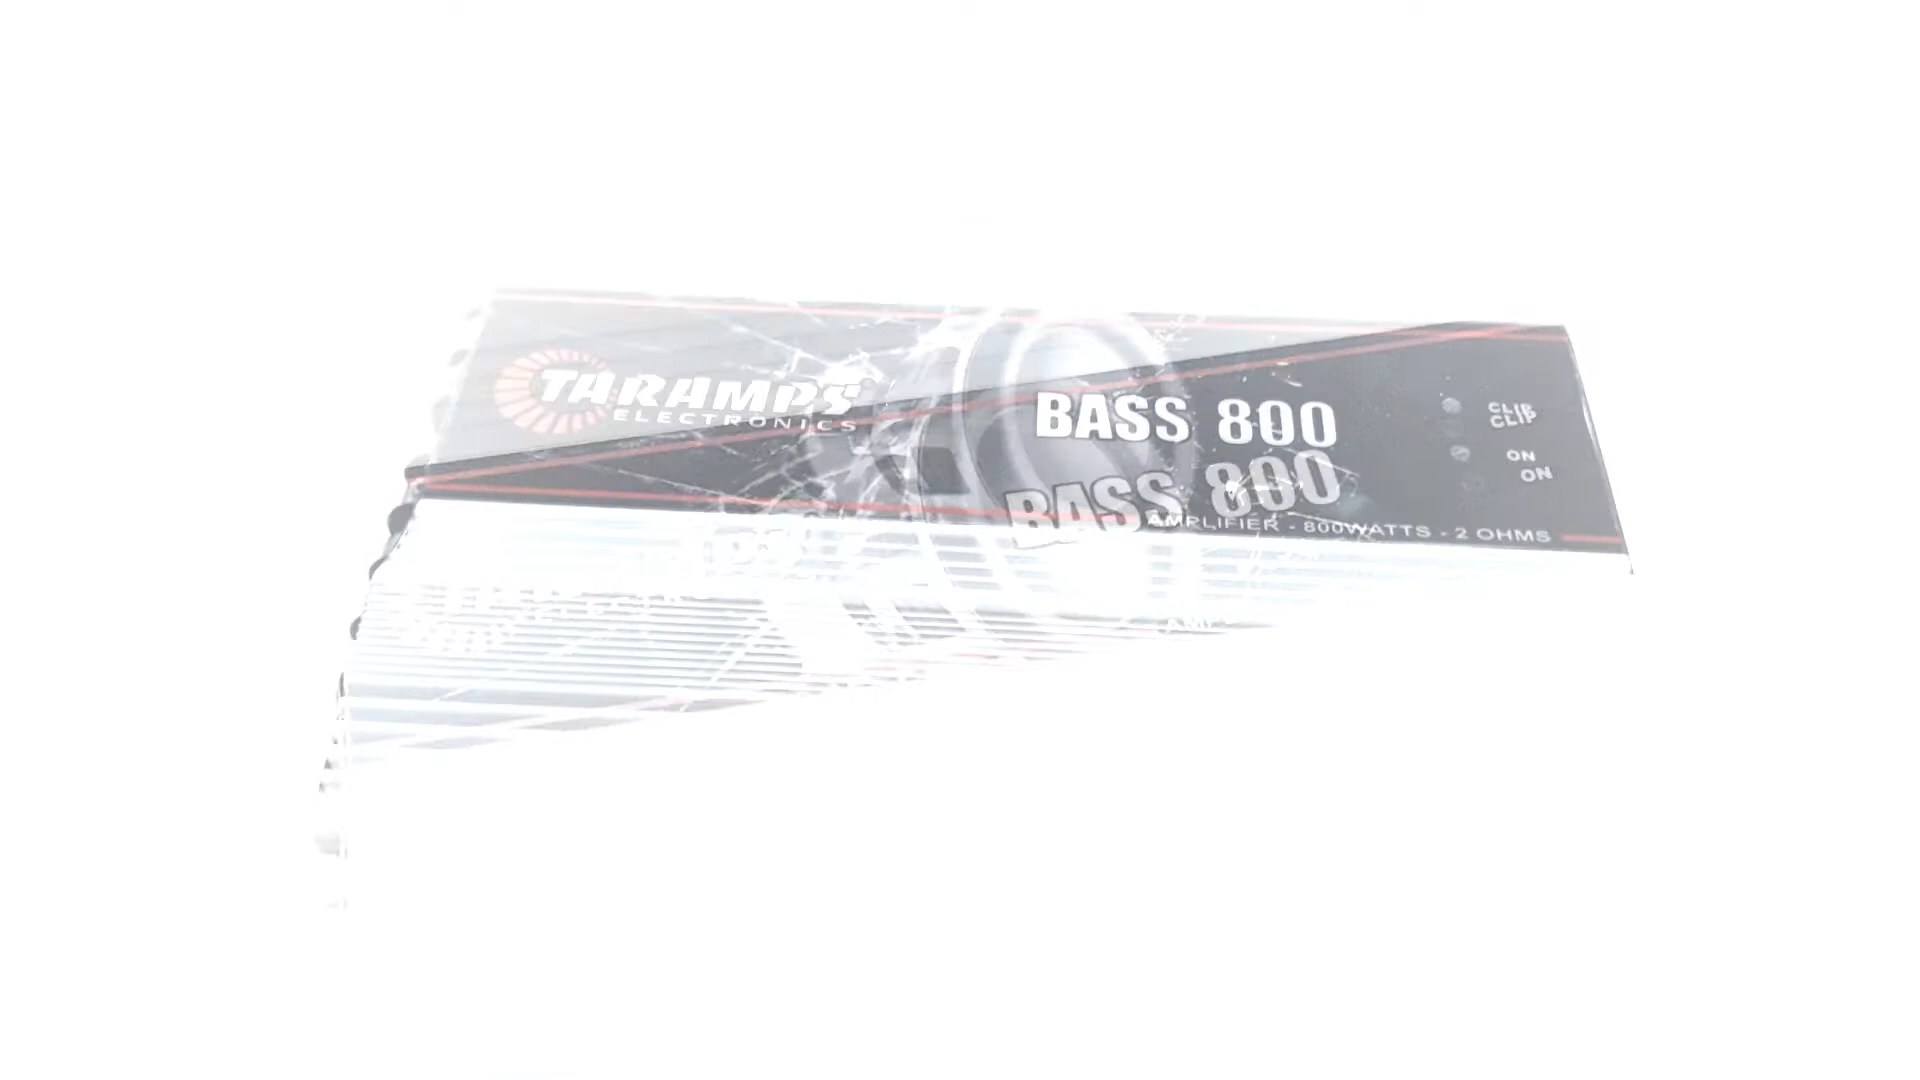 TARAMPS
ELECTRONICS
BASS 800
BASS 800
CLIP
CLIP
ON
ON
AMPLIFIER - 800WATTS - 2 OHMS